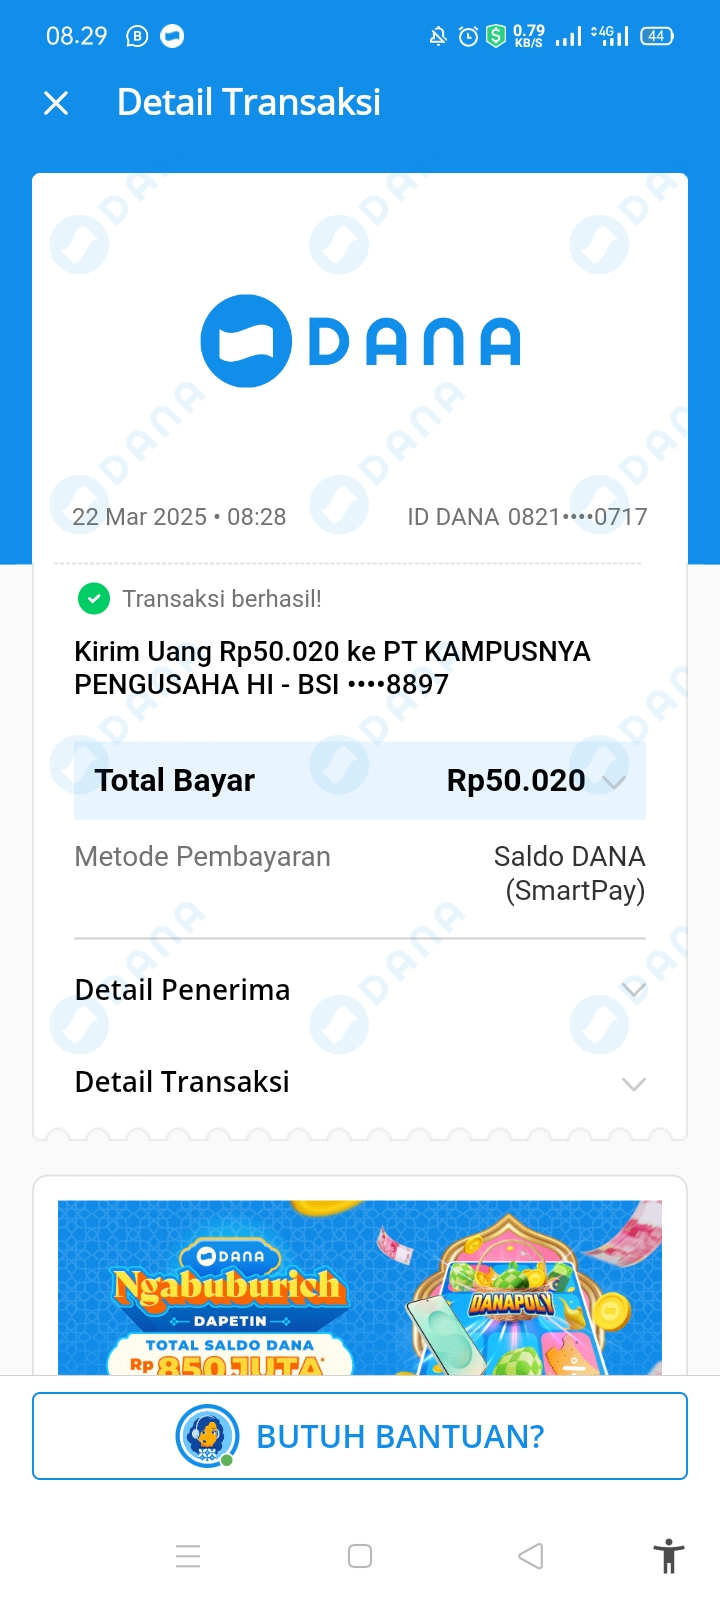 08.29
0.79
KB/S
4G
44
Detail Transaksi
DANA
22 Mar 2025 • 08:28
ID DANA 0821••••0717
Transaksi berhasil!
Kirim Uang Rp50.020 ke PT KAMPUSNYA
PENGUSAHA HI - BSI ••••8897
Total Bayar
Rp50.020
Metode Pembayaran
Saldo DANA
(SmartPay)
Detail Penerima
Detail Transaksi
DANA
Ngabuburich
DAPETIN
TOTAL SALDO DANA
Rp 850 JUTA*
DANAPOLY
BUTUH BANTUAN?